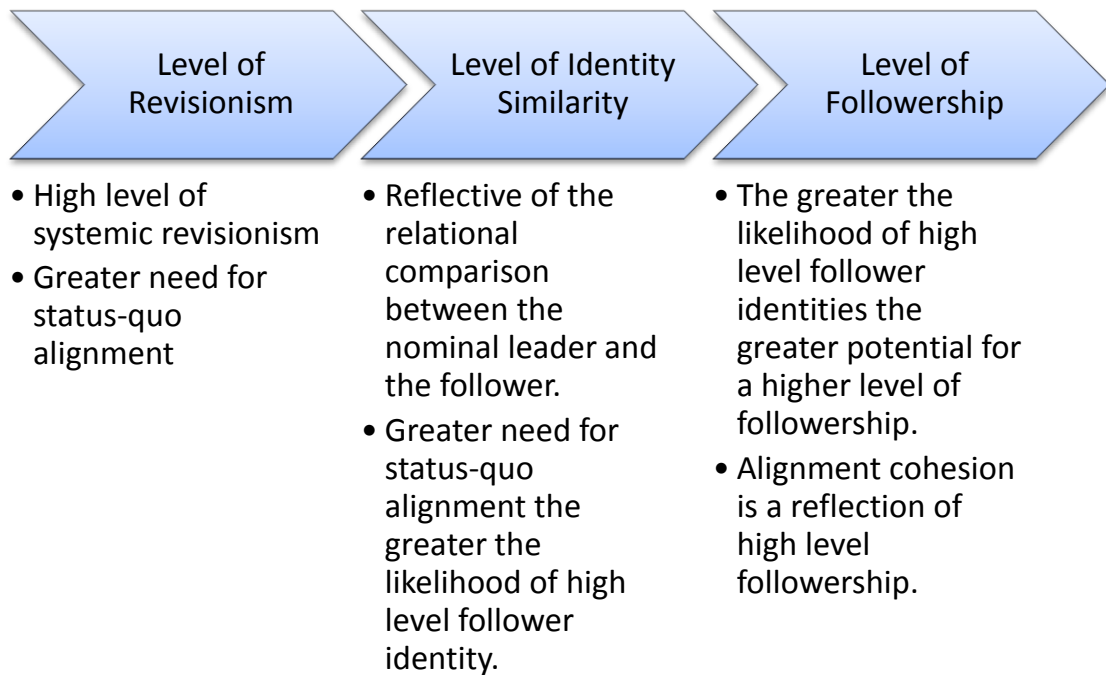 Level of
Revisionism
• High level of
systemic revisionism
• Greater need for
status-quo
alignment
Level of Identity
Similarity
• Reflective of the
relational
comparison
between the
nominal leader and
the follower.
• Greater need for
status-quo
alignment the
greater the
likelihood of high
level follower
identity.
Level of
Followership
• The greater the
likelihood of high
level follower
identities the
greater potential for
a higher level of
followership.
• Alignment cohesion
is a reflection of
high level
followership.